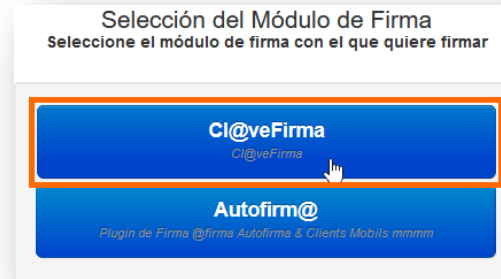 Selección del Módulo de Firma
Seleccione el módulo de firma con el que quiere firmar
Cl@veFirma
Cl@veFirma
Autofirm@
Plugin de Firma @firma Autofirma & Clients Mobils mmmm